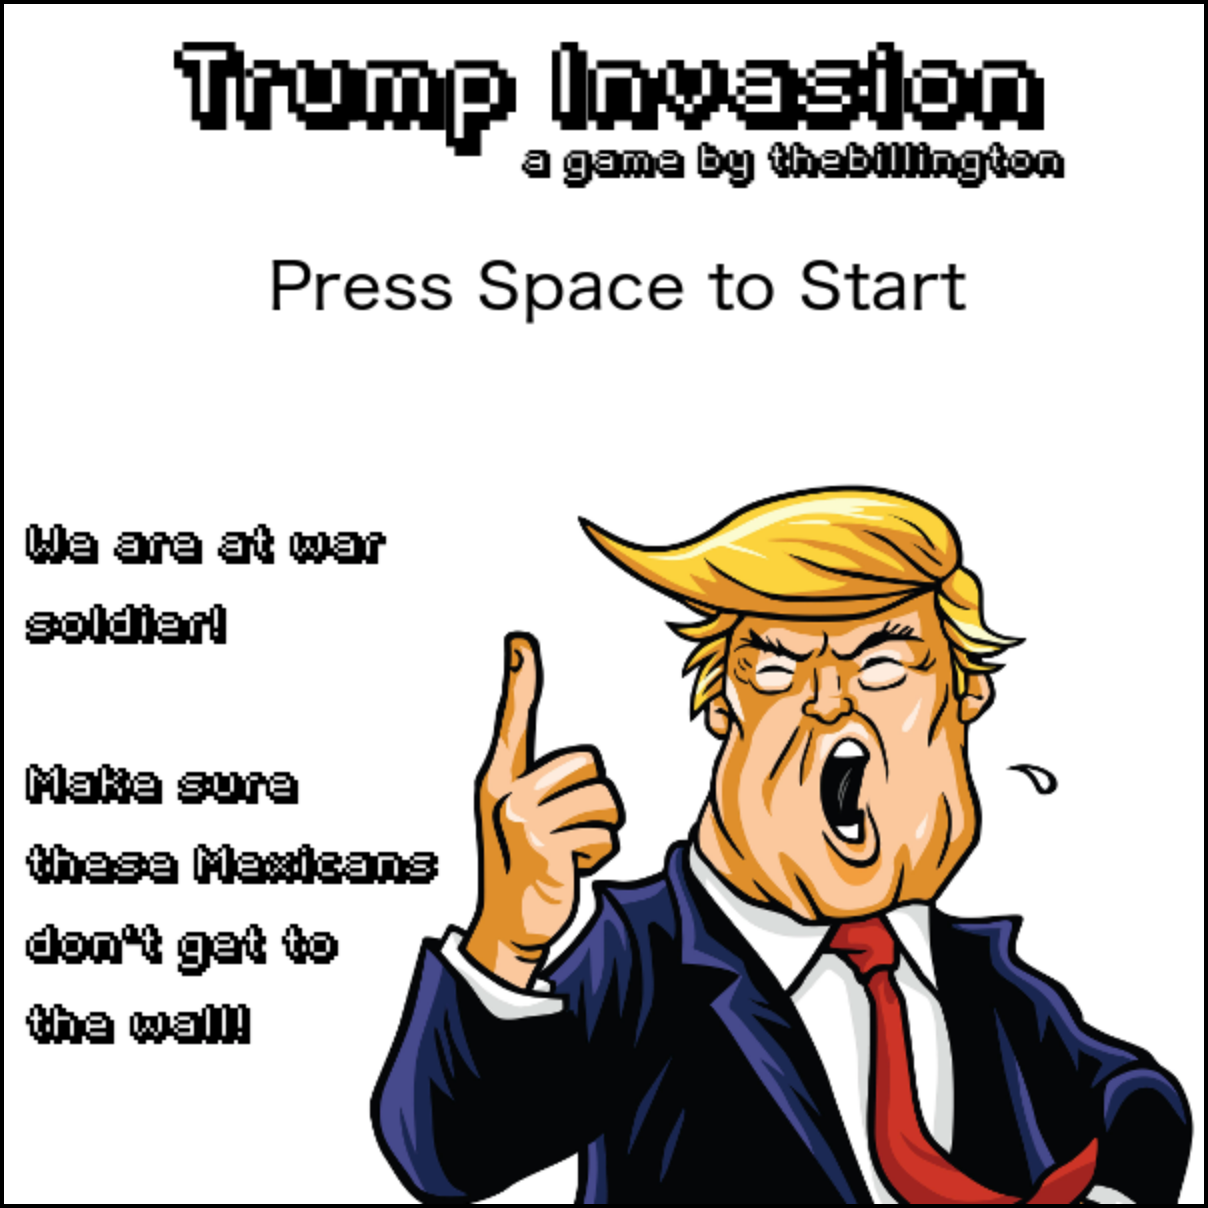 Trump Invasion
a game by thebillington
Press Space to Start
We are at war
soldier!
Make sure
these Mexicans
don't get to
the wall!